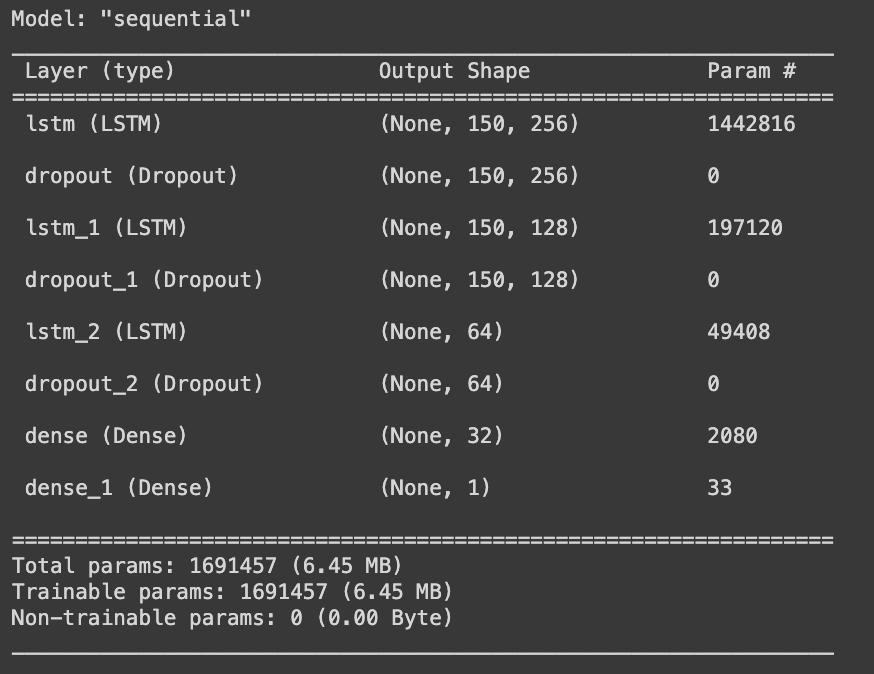 Model: "sequential"
Layer (type) Output Shape Param #
lstm (LSTM) (None, 150, 256) 1442816
dropout (Dropout) (None, 150, 256) 0
lstm_1 (LSTM) (None, 150, 128) 197120
dropout_1 (Dropout) (None, 150, 128) 0
lstm_2 (LSTM) (None, 64) 49408
dropout_2 (Dropout) (None, 64) 0
dense (Dense) (None, 32) 2080
dense_1 (Dense) (None, 1) 33
Total params: 1691457 (6.45 MB)
Trainable params: 1691457 (6.45 MB)
Non-trainable params: 0 (0.00 Byte)